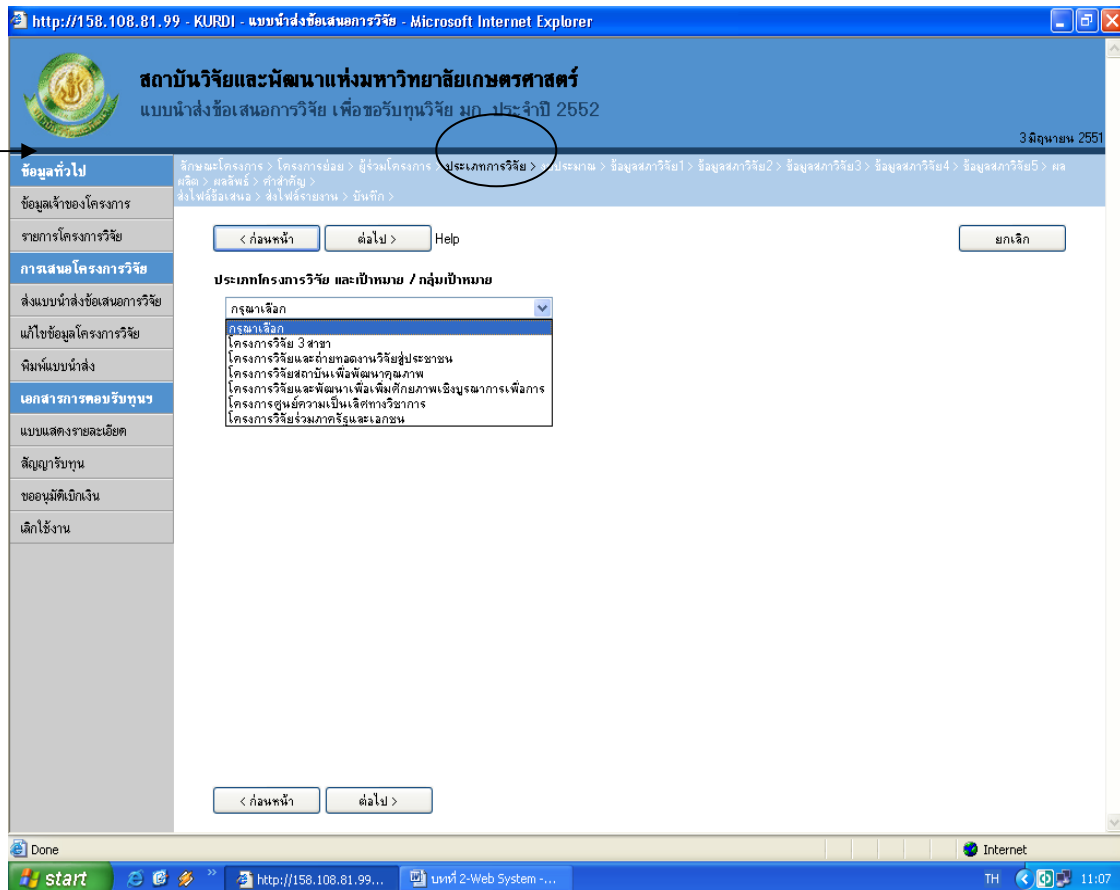 http://158.108.81.99 - KURDI - แบบนำส่งข้อเสนอการวิจัย - Microsoft Internet Explorer
สถาบันวิจัยและพัฒนาแห่งมหาวิทยาลัยเกษตรศาสตร์
แบบนำส่งข้อเสนอการวิจัย เพื่อขอรับทุนวิจัย มก. ประจำปี 2552
3 มิถุนายน 2551
ลักษณะโครงการ > โครงการย่อย > ผู้ร่วมโครงการ > ประเภทการวิจัย > งบประมาณ > ข้อมูลสภาวิจัย1 > ข้อมูลสภาวิจัย2 > ข้อมูลสภาวิจัย3 > ข้อมูลสภาวิจัย4 > ข้อมูลสภาวิจัย5 > ผล
ผลิต > ผลลัพธ์ > คำสำคัญ >
ส่งไฟล์ข้อเสนอ > ส่งไฟล์รายงาน > บันทึก >
ข้อมูลทั่วไป
ข้อมูลเจ้าของโครงการ
รายการโครงการวิจัย
การเสนอโครงการวิจัย
ส่งแบบนำส่งข้อเสนอการวิจัย
แก้ไขข้อมูลโครงการวิจัย
พิมพ์แบบนำส่ง
เอกสารการตอบรับทุนฯ
แบบแสดงรายละเอียด
สัญญารับทุน
ขออนุมัติเบิกเงิน
เลิกใช้งาน
< ก่อนหน้า ต่อไป > Help ยกเลิก
ประเภทโครงการวิจัย และเป้าหมาย / กลุ่มเป้าหมาย
กรุณาเลือก
กรุณาเลือก
โครงการวิจัย 3 สาขา
โครงการวิจัยและถ่ายทอดงานวิจัยสู่ประชาชน
โครงการวิจัยสถาบันเพื่อพัฒนาคุณภาพ
โครงการวิจัยและพัฒนาเพื่อเพิ่มศักยภาพเชิงบูรณาการเพื่อการ
โครงการศูนย์ความเป็นเลิศทางวิชาการ
โครงการวิจัยร่วมภาครัฐและเอกชน
< ก่อนหน้า ต่อไป >
Done Internet
start http://158.108.81.99... บทที่ 2-Web System -... TH 11:07